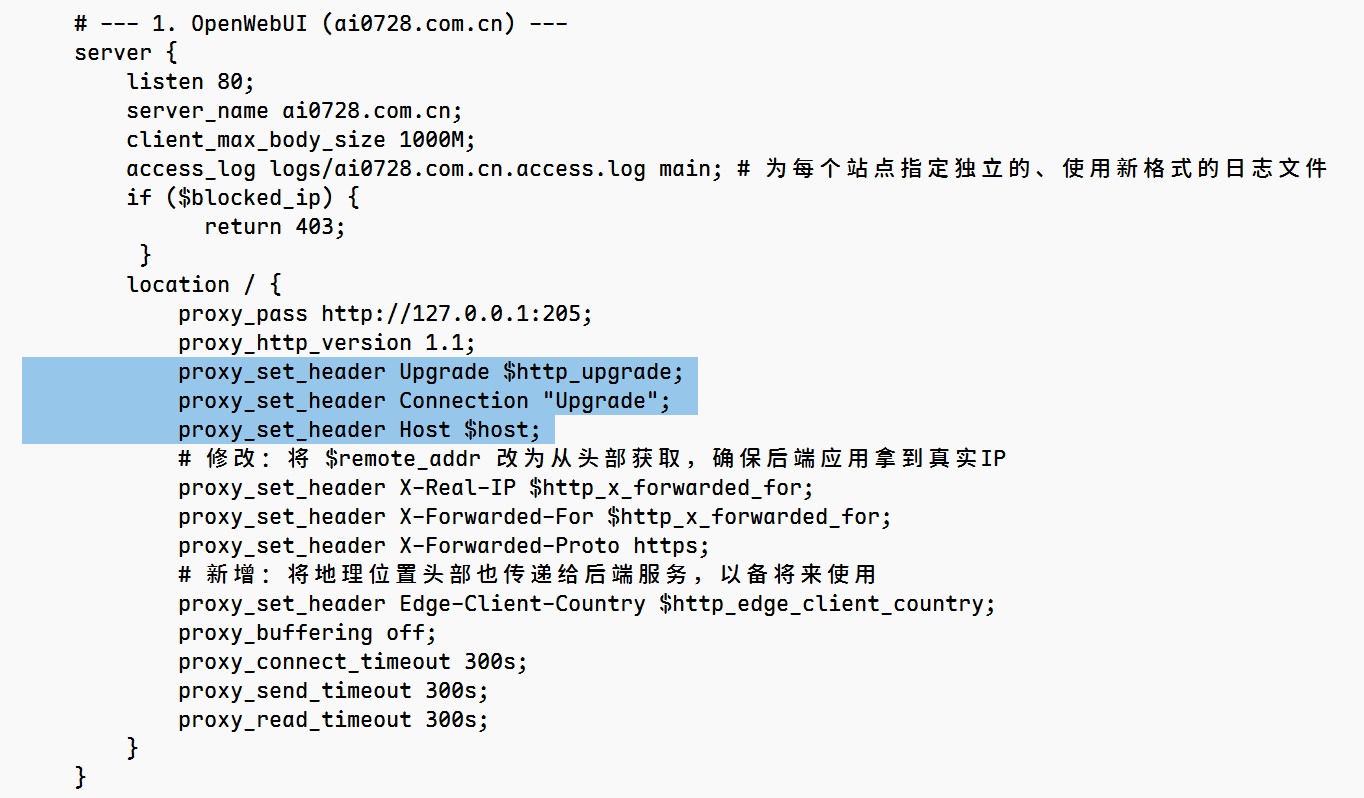 # --- 1. OpenWebUI (ai0728.com.cn) ---
server {
listen 80;
server_name ai0728.com.cn;
client_max_body_size 1000M;
access_log logs/ai0728.com.cn.access.log main; # 为每个站点指定独立的、使用新格式的日志文件
if ($blocked_ip) {
return 403;
}
location / {
proxy_pass http://127.0.0.1:205;
proxy_http_version 1.1;
proxy_set_header Upgrade $http_upgrade;
proxy_set_header Connection "Upgrade";
proxy_set_header Host $host;
# 修改：将 $remote_addr 改为从头部获取，确保后端应用拿到真实IP
proxy_set_header X-Real-IP $http_x_forwarded_for;
proxy_set_header X-Forwarded-For $http_x_forwarded_for;
proxy_set_header X-Forwarded-Proto https;
# 新增：将地理位置头部也传递给后端服务，以备将来使用
proxy_set_header Edge-Client-Country $http_edge_client_country;
proxy_buffering off;
proxy_connect_timeout 300s;
proxy_send_timeout 300s;
proxy_read_timeout 300s;
}
}